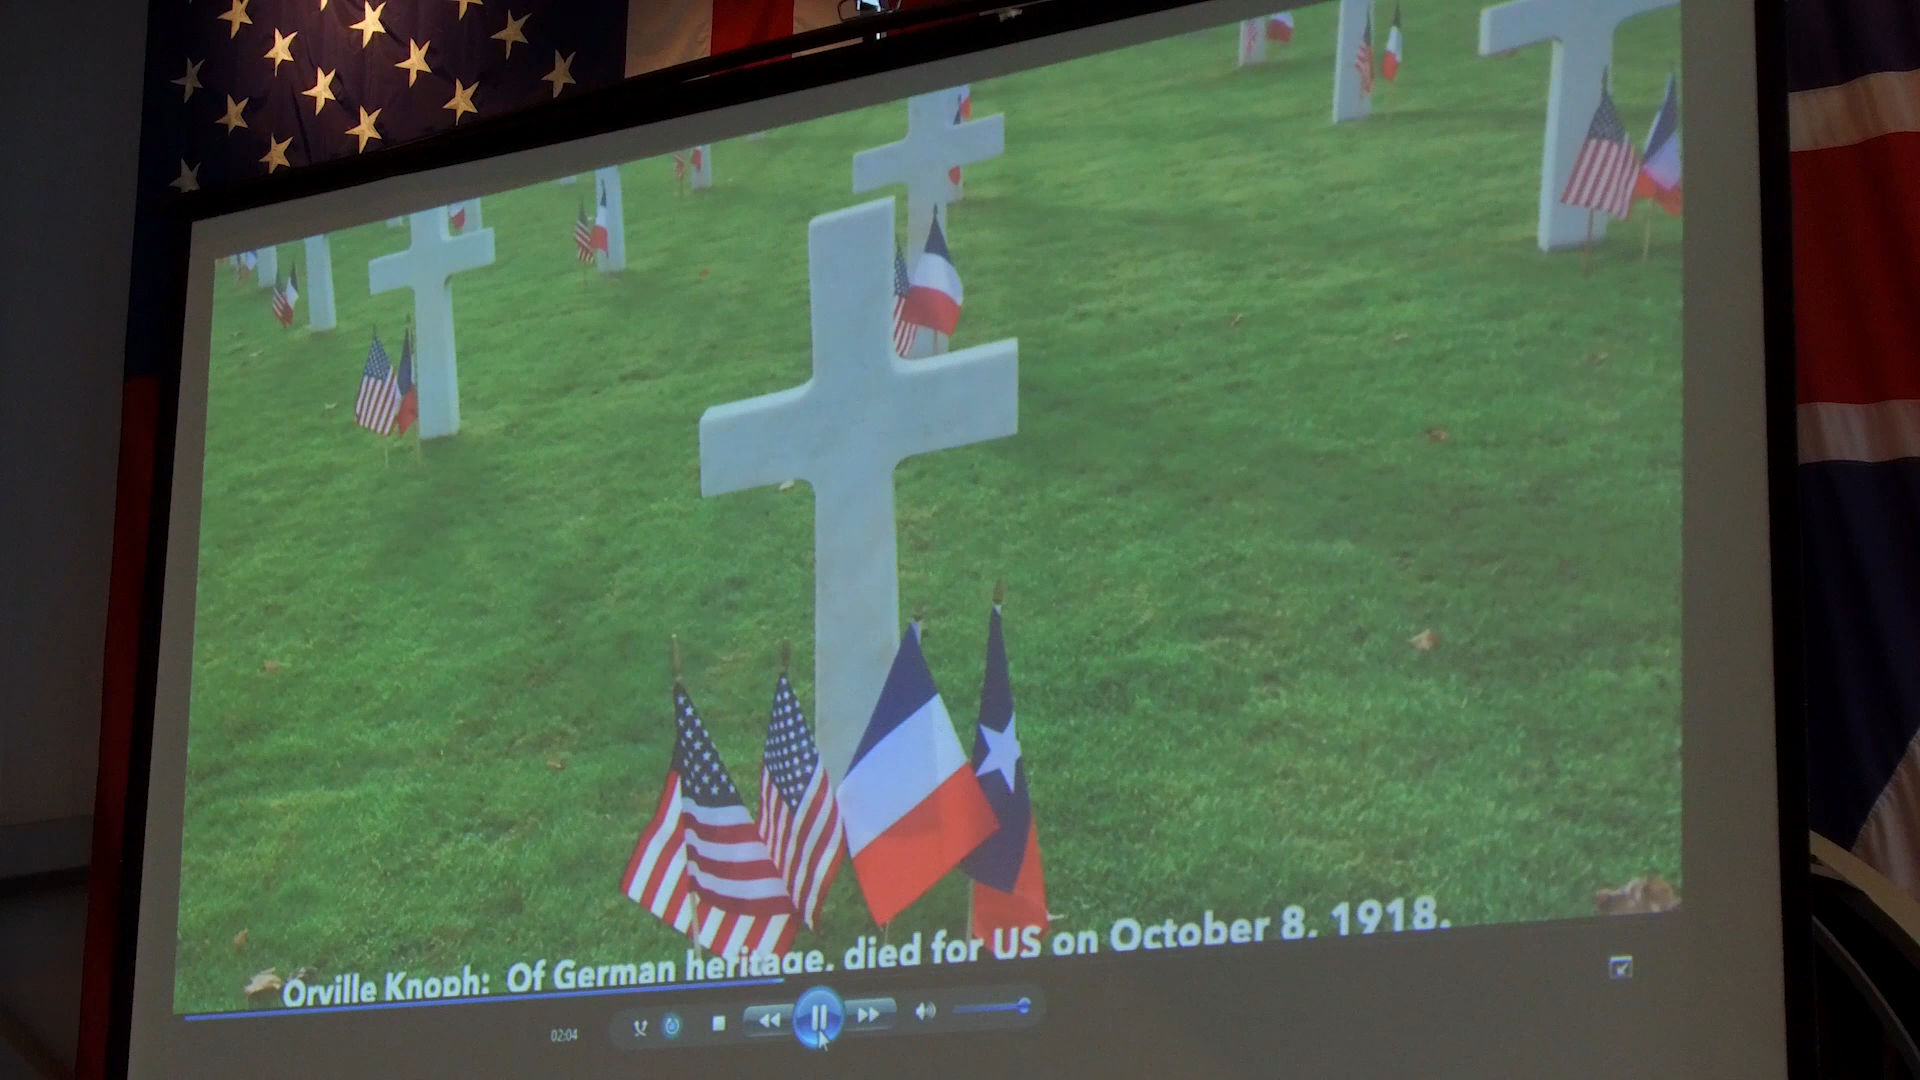 Orville Knoph: Of German heritage, died for US on October 8, 1918.
02:04